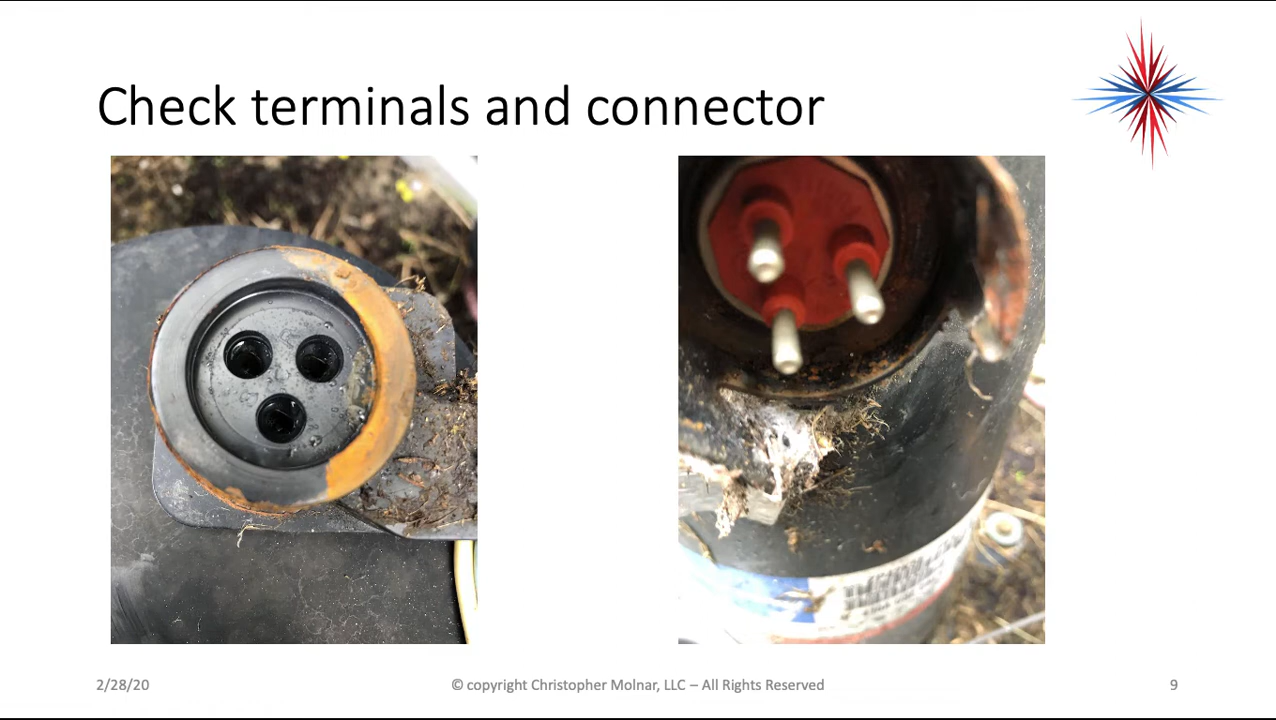 Check terminals and connector
2/28/20
© copyright Christopher Molnar, LLC – All Rights Reserved
9